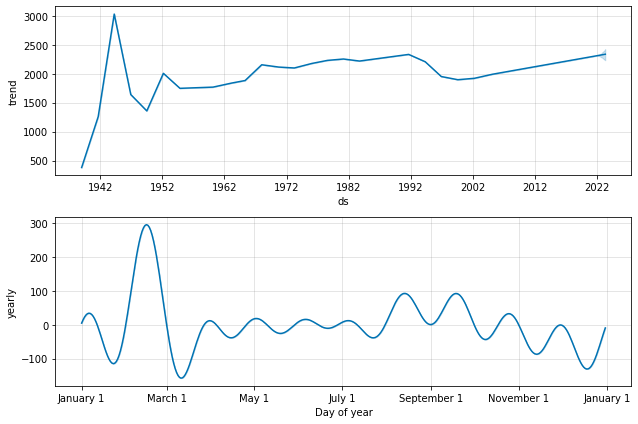 3000
2500
2000
1500
1000
500
trend
1942 1952 1962 1972 1982 1992 2002 2012 2022
ds
300
200
100
0
−100
yearly
January 1 March 1 May 1 July 1 September 1 November 1 January 1
Day of year